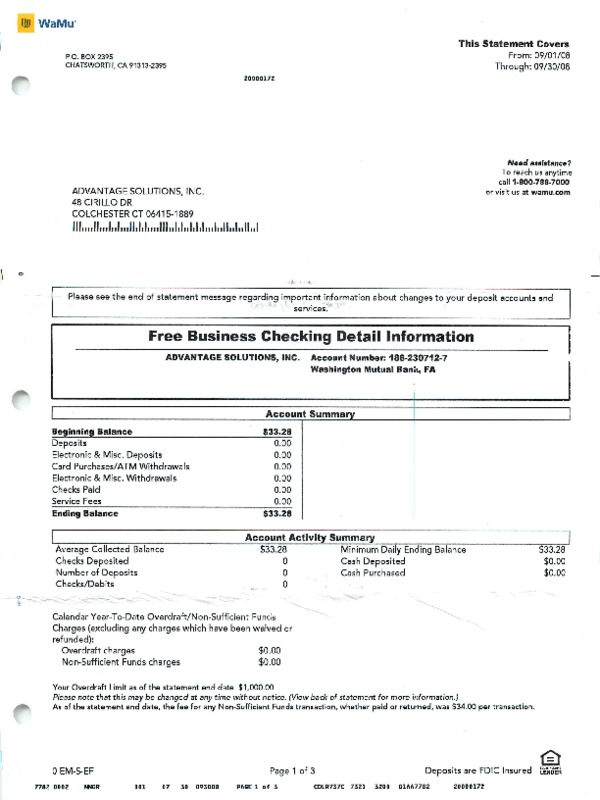 WaMu
This Statement Covers
P.O. BOX 2395
From: 09/01/08
CHATSWORTH, CA 91313-2395
Through: 09/30/08
20000172
Need assistance?
To reach us anytime
call 1-800-788-7000
or visit us at wamu.com
ADVANTAGE SOLUTIONS, INC.
48 CIRILLO DR
COLCHESTER CT 06415-1889
Please see the end of statement message regarding important information about changes to your deposit accounts and
services.
Free Business Checking Detail Information
ADVANTAGE SOLUTIONS, INC. Account Number: 188-230712-7
Washington Mutual Bank, FA
Account Summary
Beginning Balance $33.28
Deposits 0.00
Electronic & Misc. Deposits 0.00
Card Purchases/ATM Withdrawals 0.00
Electronic & Misc. Withdrawals 0.00
Checks Paid 0.00
Service Fees 0.00
Ending Balance $33.28
Account Activity Summary
Average Collected Balance $33.28 Minimum Daily Ending Balance $33.28
Checks Deposited 0 Cash Deposited $0.00
Number of Deposits 0 Cash Purchased $0.00
Checks/Debits 0
Calendar Year-To-Date Overdraft/Non-Sufficient Funds
Charges (excluding any charges which have been waived or
refunded):
Overdraft charges $0.00
Non-Sufficient Funds charges $0.00
Your Overdraft Limit as of the statement end date $1,000.00
Please note that this may be changed at any time without notice. (View back of statement for more information.)
As of the statement end date, the fee for any Non-Sufficient Funds transaction, whether paid or returned, was $34.00 per transaction.
0 EM-S-EF Page 1 of 3 Deposits are FDIC Insured
LENDER
7782 0002 NNGR 101 07 30 093008 PAGE 1 of 3 20000172